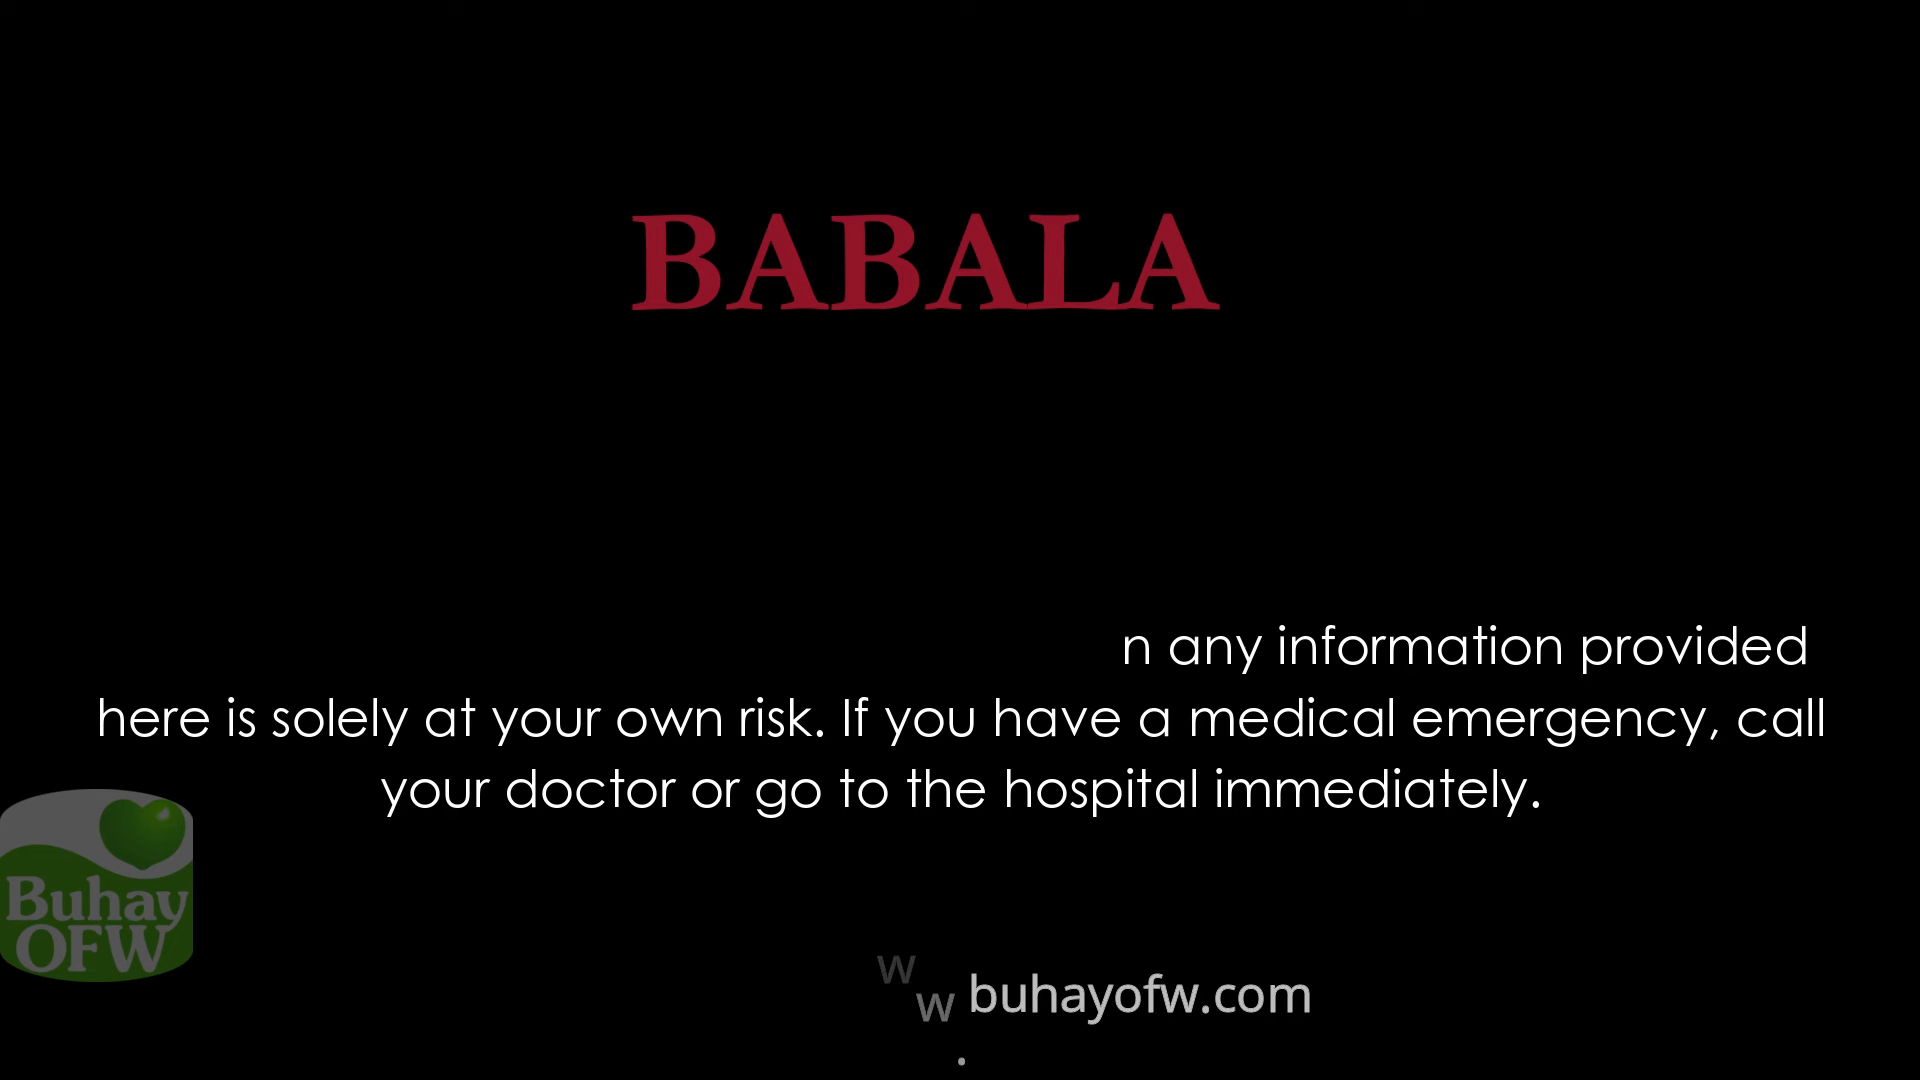 BABALA
n any information provided
here is solely at your own risk. If you have a medical emergency, call
your doctor or go to the hospital immediately.
Buhay
OFW
w
w
.
buhayofw.com